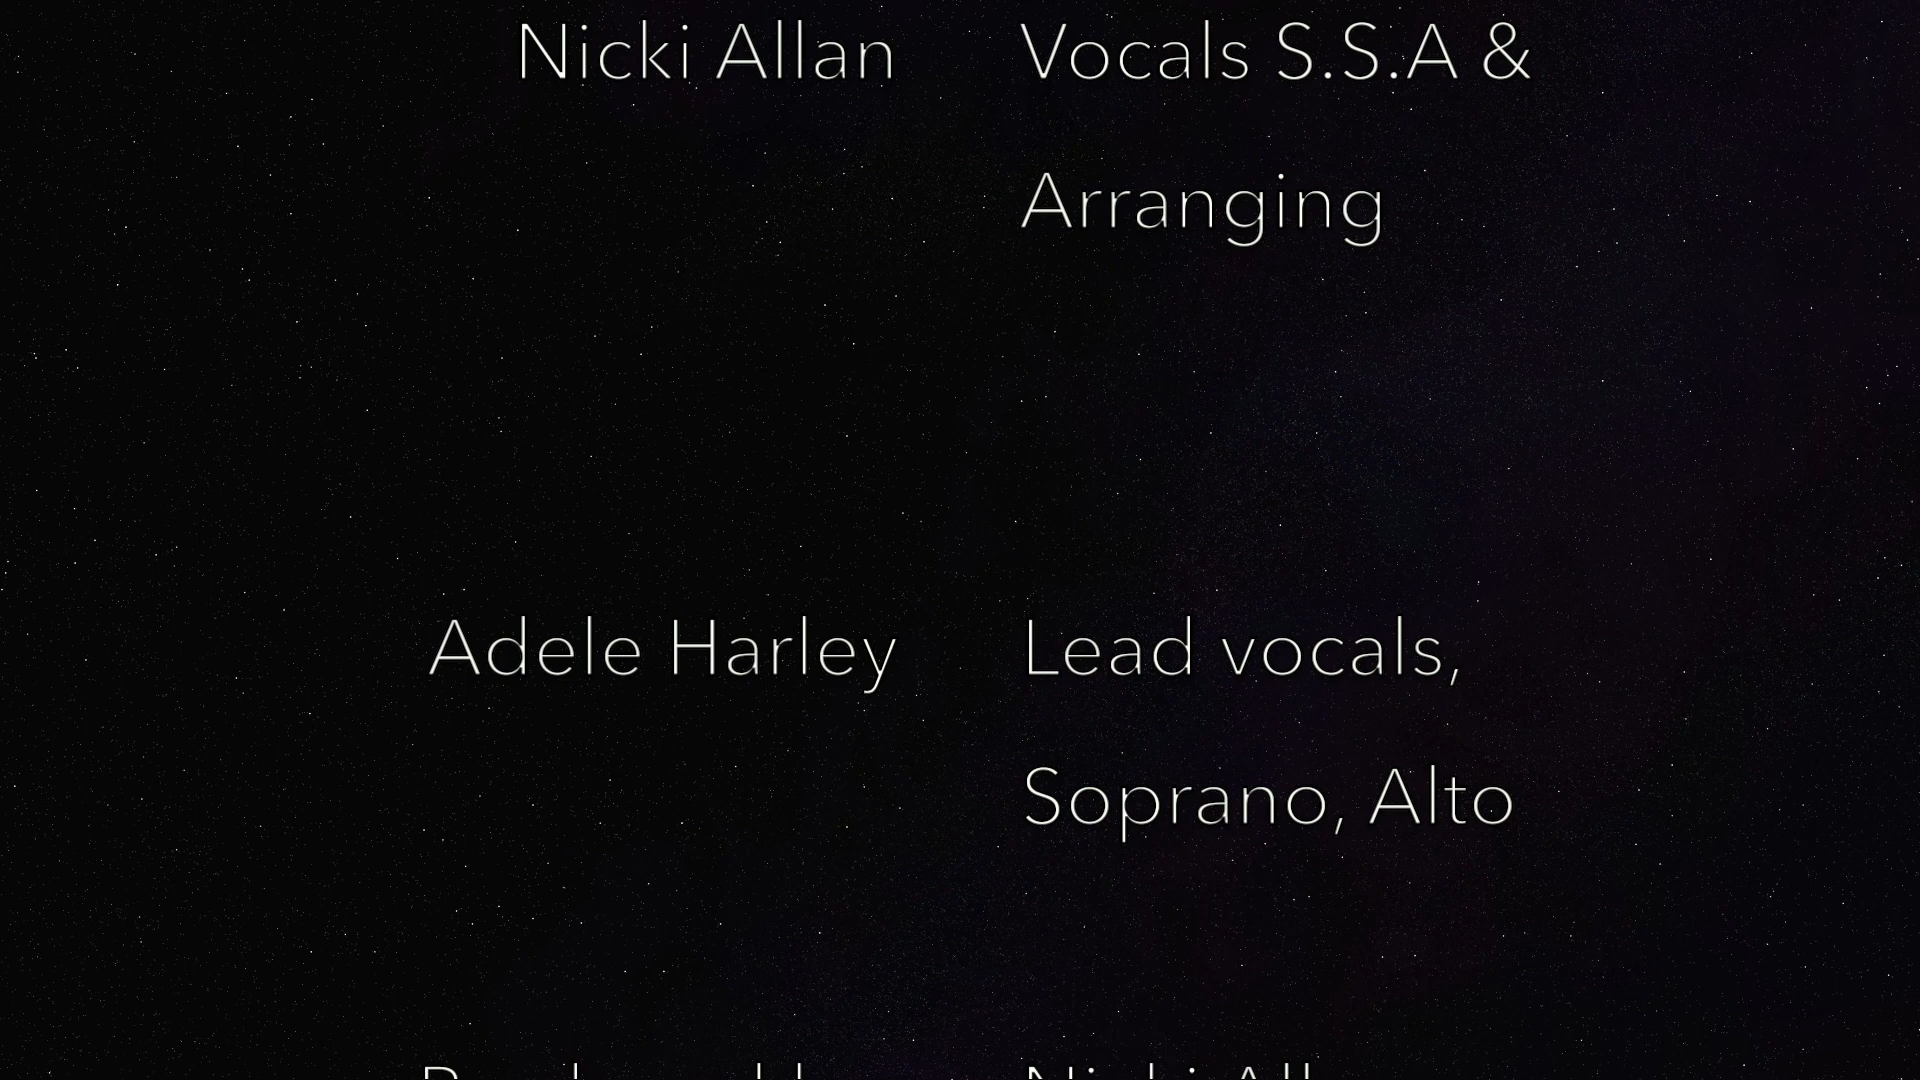 Nicki Allan Vocals S.S.A &
Arranging
Adele Harley Lead vocals,
Soprano, Alto